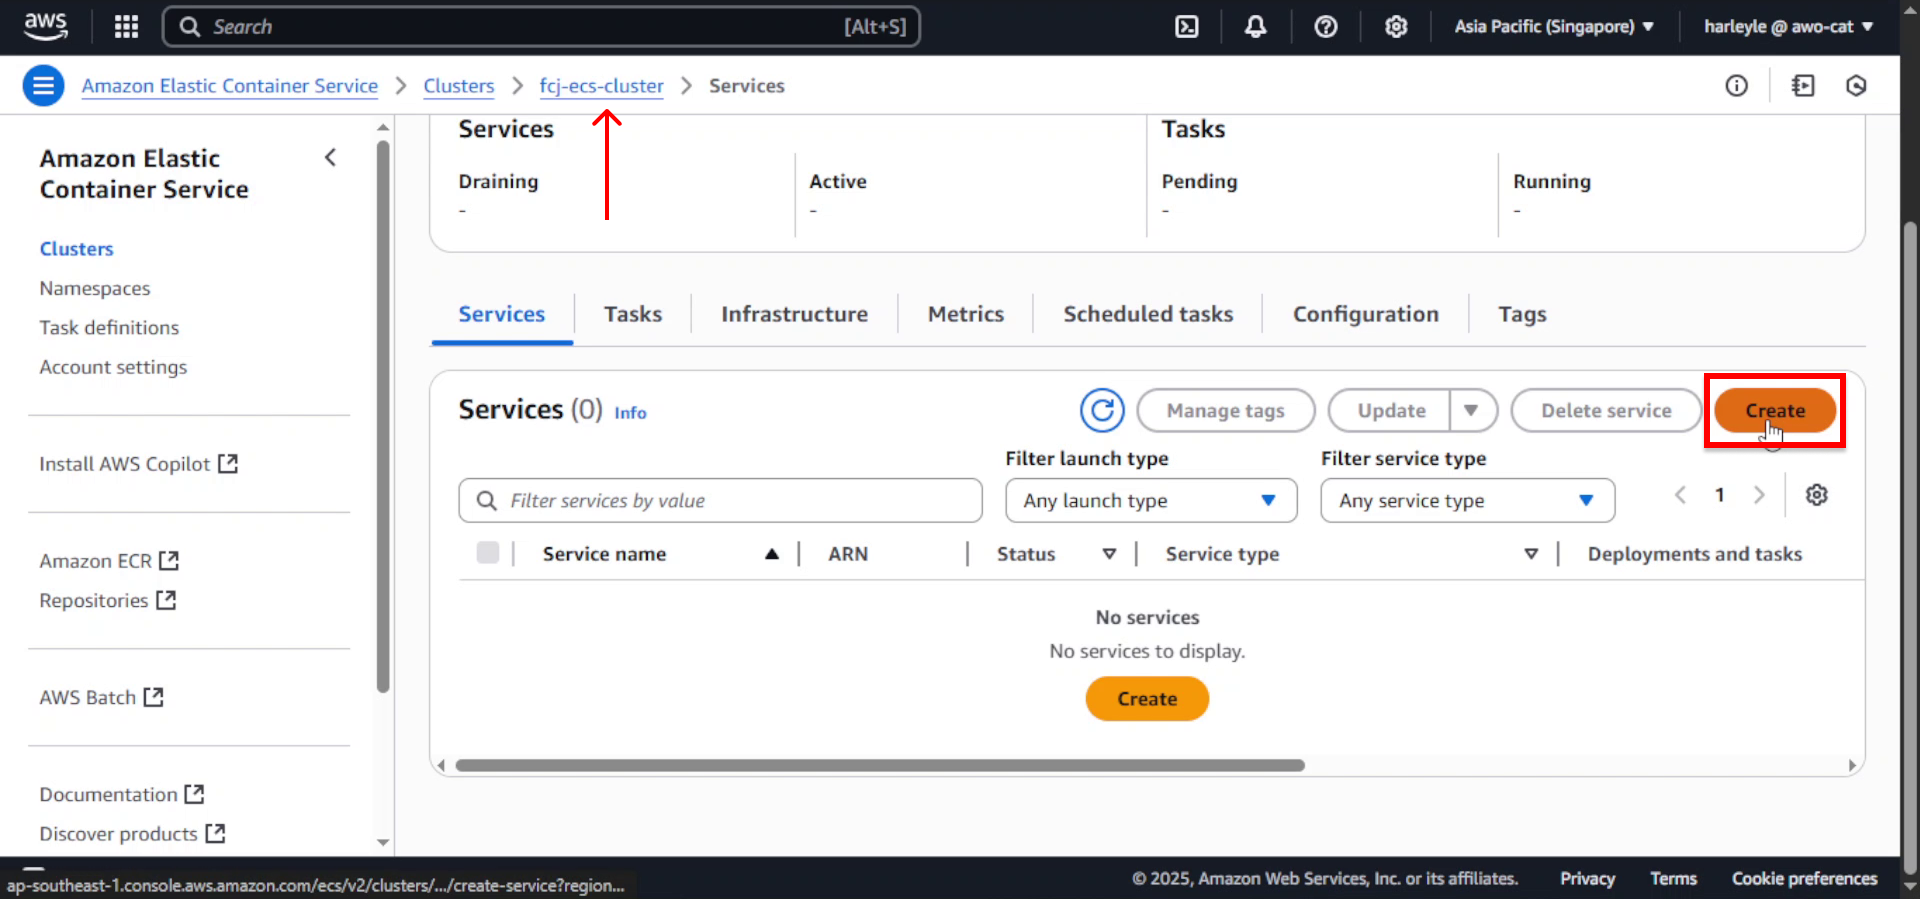 aws
Search
[Alt+S]
Asia Pacific (Singapore)
harleyle @ awo-cat
Amazon Elastic Container Service
Clusters
fcj-ecs-cluster
Services
Amazon Elastic
Container Service
Clusters
Namespaces
Task definitions
Account settings
Install AWS Copilot
Amazon ECR
Repositories
AWS Batch
Documentation
Discover products
Services
Draining
-
Active
-
Tasks
Pending
-
Running
-
Services
Tasks
Infrastructure
Metrics
Scheduled tasks
Configuration
Tags
Services (0) Info
Manage tags
Update
Delete service
Create
Filter services by value
Filter launch type
Any launch type
Filter service type
Any service type
1
Service name
ARN
Status
Service type
Deployments and tasks
No services
No services to display.
Create
ap-southeast-1.console.aws.amazon.com/ecs/v2/clusters/.../create-service?region...
© 2025, Amazon Web Services, Inc. or its affiliates.
Privacy
Terms
Cookie preferences